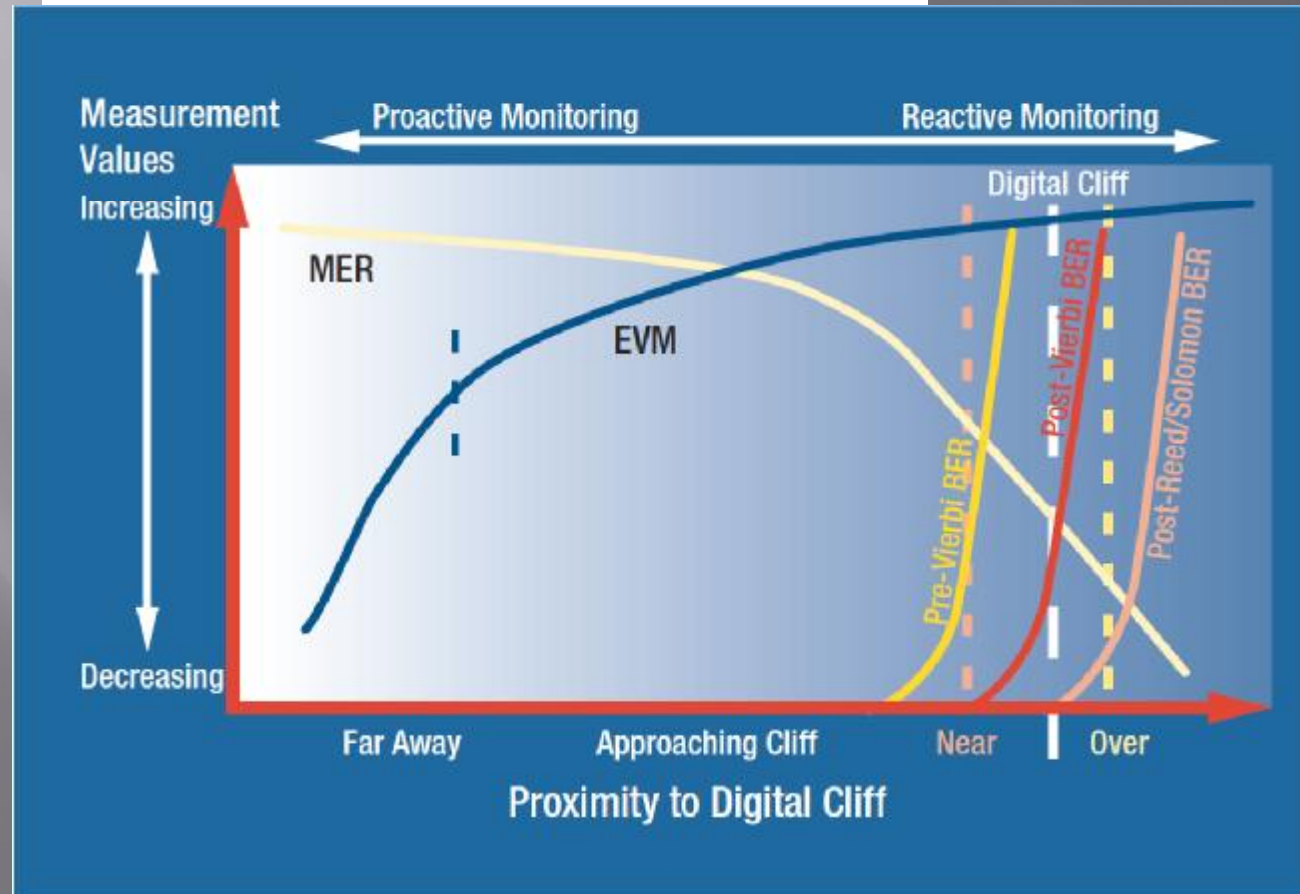 Measurement
Values
Proactive Monitoring
Reactive Monitoring
Increasing
Digital Cliff
MER
EVM
Pre-Vierbi BER
Post-Vierbi BER
Post-Reed/Solomon BER
Decreasing
Far Away
Approaching Cliff
Near
Over
Proximity to Digital Cliff